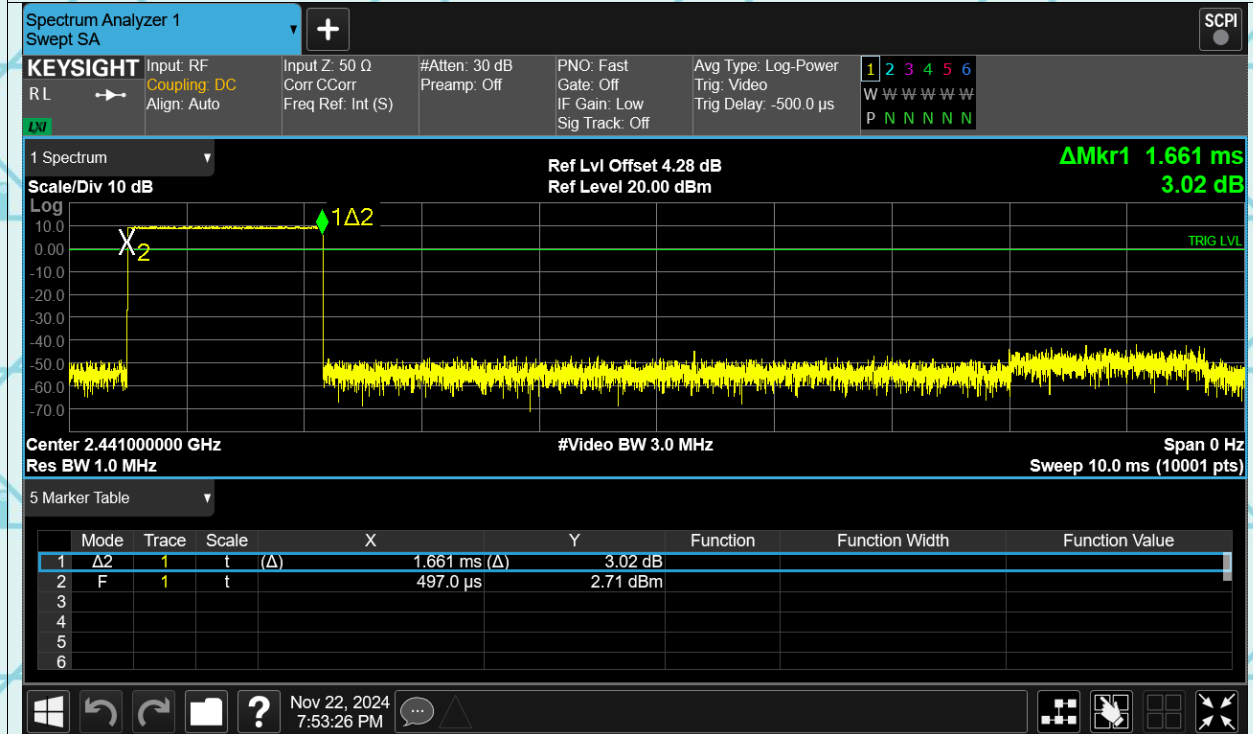 Spectrum Analyzer 1
Swept SA
SCPI
KEYSIGHT
RL
LXI
Input: RF
Coupling: DC
Align: Auto
Input Z: 50 Ω
Corr CCorr
Freq Ref: Int (S)
#Atten: 30 dB
Preamp: Off
PNO: Fast
Gate: Off
IF Gain: Low
Sig Track: Off
Avg Type: Log-Power
Trig: Video
Trig Delay: -500.0 µs
1 2 3 4 5 6
W W W W W W
P N N N N N
1 Spectrum
Scale/Div 10 dB
Ref Lvl Offset 4.28 dB
Ref Level 20.00 dBm
ΔMkr1 1.661 ms
3.02 dB
Log
10.0
0.00
-10.0
-20.0
-30.0
-40.0
-50.0
-60.0
-70.0
1Δ2
X2
TRIG LVL
Center 2.441000000 GHz
#Video BW 3.0 MHz
Span 0 Hz
Res BW 1.0 MHz
Sweep 10.0 ms (10001 pts)
5 Marker Table
Mode Trace Scale X Y Function Function Width Function Value
1 Δ2 1 t (Δ) 1.661 ms (Δ) 3.02 dB
2 F 1 t 497.0 µs 2.71 dBm
3
4
5
6
?
Nov 22, 2024
7:53:26 PM